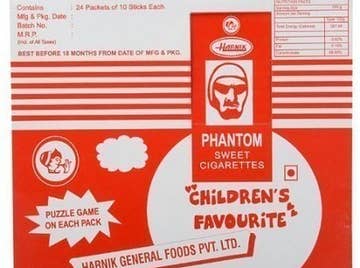 Contains : 24 Packets of 10 Sticks Each
Mfg & Pkg. Date :
Batch No. :
M.R.P. :
(Incl. of All Taxes)
BEST BEFORE 18 MONTHS FROM DATE OF MFG & PKG.
NUTRITION FACTS
HARNIK
PHANTOM
SWEET
CIGARETTES
"CHILDREN'S
FAVOURITE"
PUZZLE GAME
ON EACH PACK
HARNIK GENERAL FOODS PVT. LTD.